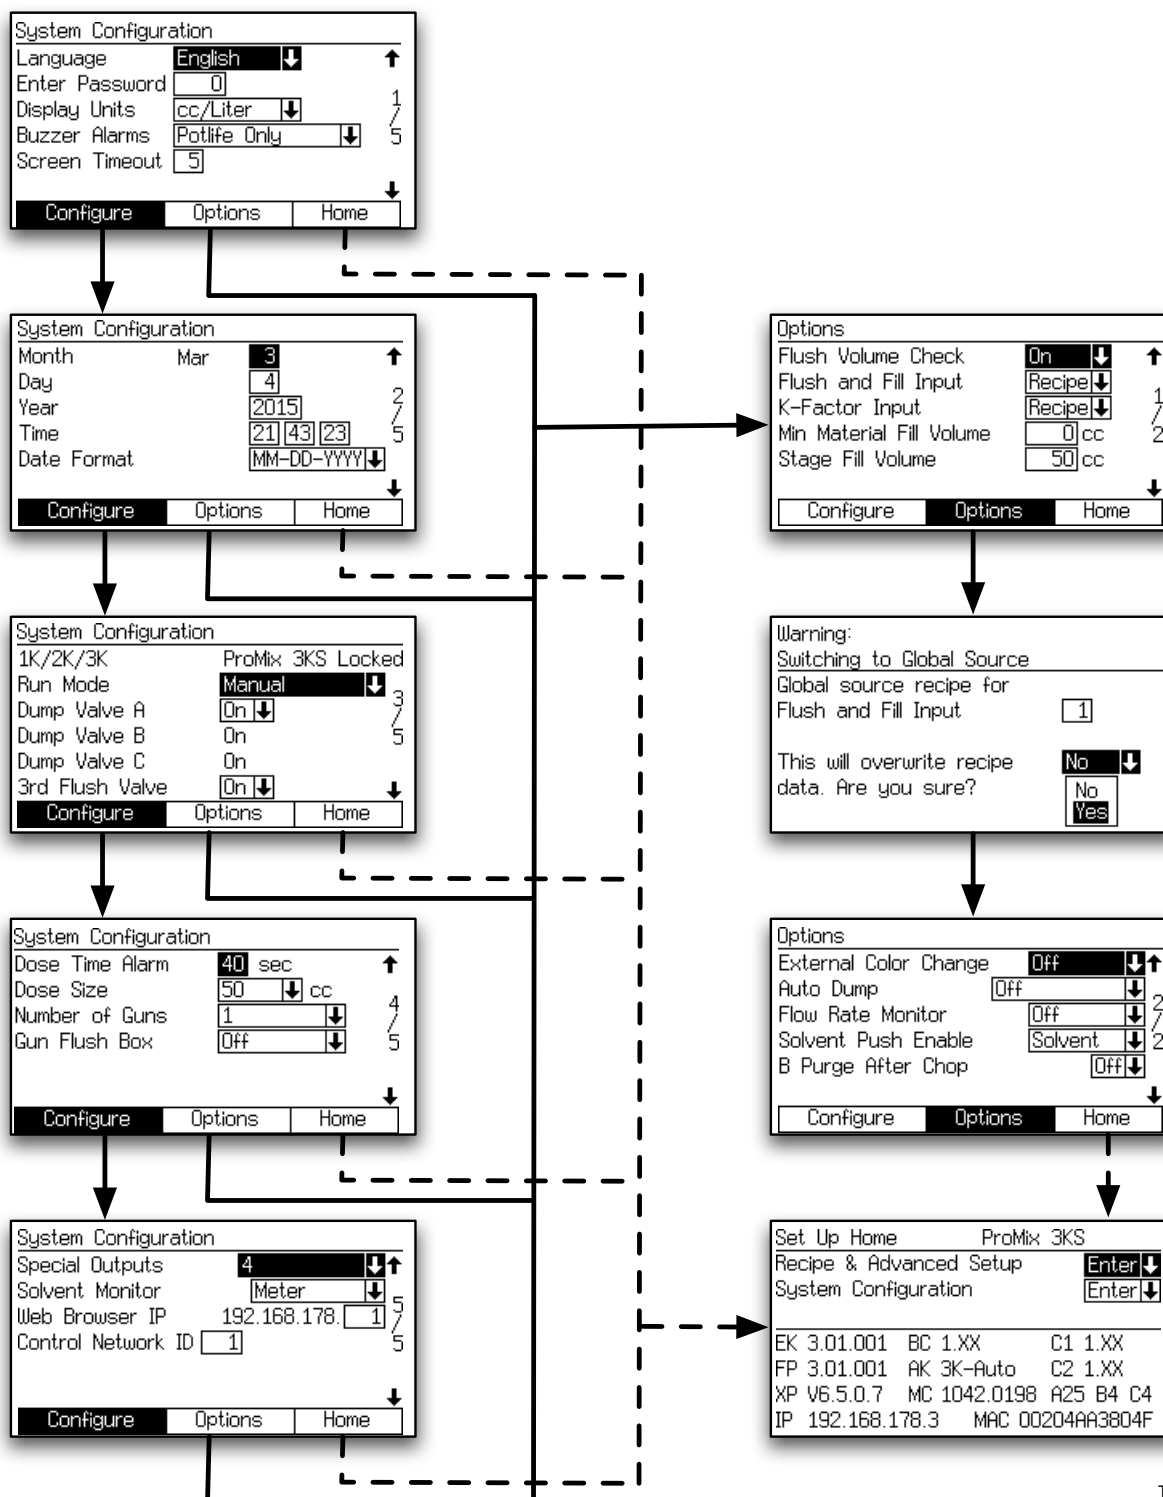 System Configuration
Language English
Enter Password 0
Display Units cc/Liter
Buzzer Alarms Potlife Only
Screen Timeout 5
1/5
Configure Options Home
System Configuration
Month Mar 3
Day 4
Year 2015
Time 21 43 23
Date Format MM-DD-YYYY
2/5
Configure Options Home
System Configuration
1K/2K/3K ProMix 3KS Locked
Run Mode Manual
Dump Valve A On
Dump Valve B On
Dump Valve C On
3rd Flush Valve On
3/5
Configure Options Home
System Configuration
Dose Time Alarm 40 sec
Dose Size 50 cc
Number of Guns 1
Gun Flush Box Off
4/5
Configure Options Home
System Configuration
Special Outputs 4
Solvent Monitor Meter
Web Browser IP 192.168.178. 1
Control Network ID 1
5/5
Configure Options Home
Options
Flush Volume Check On
Flush and Fill Input Recipe
K-Factor Input Recipe
Min Material Fill Volume 0 cc
Stage Fill Volume 50 cc
1/2
Configure Options Home
Warning:
Switching to Global Source
Global source recipe for
Flush and Fill Input 1
This will overwrite recipe No
data. Are you sure? No
Yes
Options
External Color Change Off
Auto Dump Off
Flow Rate Monitor Off
Solvent Push Enable Solvent
B Purge After Chop Off
2/2
Configure Options Home
Set Up Home ProMix 3KS
Recipe & Advanced Setup Enter
System Configuration Enter
EK 3.01.001 BC 1.XX C1 1.XX
FP 3.01.001 AK 3K-Auto C2 1.XX
XP V6.5.0.7 MC 1042.0198 A25 B4 C4
IP 192.168.178.3 MAC 00204AA3804F